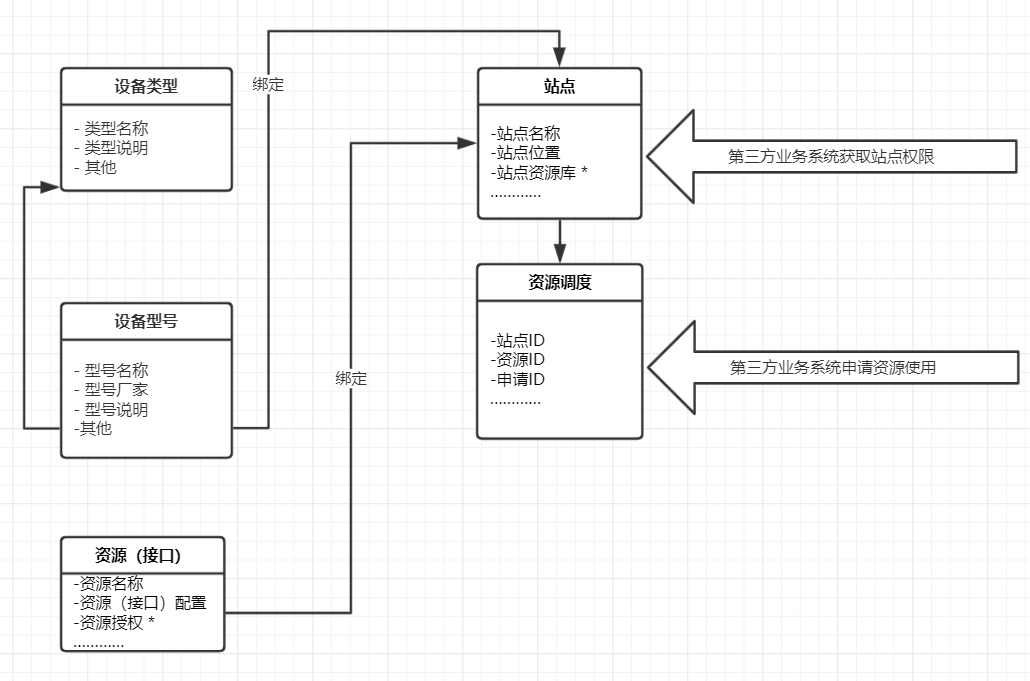 设备类型
- 类型名称
- 类型说明
- 其他
绑定
站点
-站点名称
-站点位置
-站点资源库 *
............
第三方业务系统获取站点权限
设备型号
- 型号名称
- 型号厂家
- 型号说明
-其他
绑定
资源调度
-站点ID
-资源ID
-申请ID
............
第三方业务系统申请资源使用
资源（接口）
-资源名称
-资源（接口）配置
-资源授权 *
............